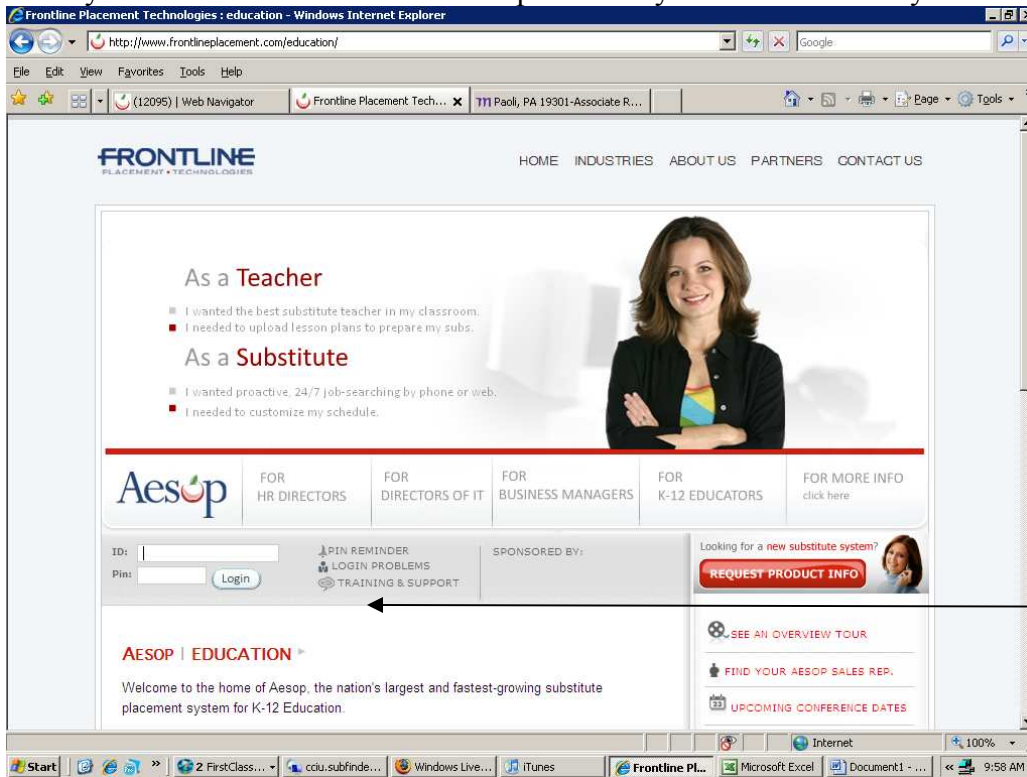 Frontline Placement Technologies : education - Windows Internet Explorer
http://www.frontlineplacement.com/education/
Google
File Edit View Favorites Tools Help
(12095) | Web Navigator
Frontline Placement Tech...
Paoli, PA 19301-Associate R...
Page
Tools
FRONTLINE
PLACEMENT • TECHNOLOGIES
HOME INDUSTRIES ABOUT US PARTNERS CONTACT US
As a Teacher
I wanted the best substitute teacher in my classroom.
I needed to upload lesson plans to prepare my subs.
As a Substitute
I wanted proactive, 24/7 job-searching by phone or web.
I needed to customize my schedule.
Aesop
FOR
HR DIRECTORS
FOR
DIRECTORS OF IT
FOR
BUSINESS MANAGERS
FOR
K-12 EDUCATORS
FOR MORE INFO
click here
ID:
Pin:
Login
PIN REMINDER
LOGIN PROBLEMS
TRAINING & SUPPORT
SPONSORED BY:
Looking for a new substitute system?
REQUEST PRODUCT INFO
SEE AN OVERVIEW TOUR
FIND YOUR AESOP SALES REP.
UPCOMING CONFERENCE DATES
AESOP | EDUCATION
Welcome to the home of Aesop, the nation's largest and fastest-growing substitute
placement system for K-12 Education.
Internet
100%
Start
2 FirstClass...
cciu.subfinde...
Windows Live...
iTunes
Frontline Pl...
Microsoft Excel
Document1 - ...
9:58 AM